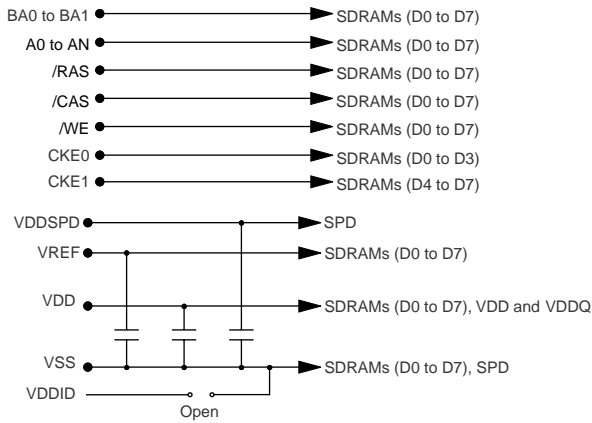 BA0 to BA1 SDRAMs (D0 to D7)
A0 to AN SDRAMs (D0 to D7)
/RAS SDRAMs (D0 to D7)
/CAS SDRAMs (D0 to D7)
/WE SDRAMs (D0 to D7)
CKE0 SDRAMs (D0 to D3)
CKE1 SDRAMs (D4 to D7)
VDDSPD SPD
VREF SDRAMs (D0 to D7)
VDD SDRAMs (D0 to D7), VDD and VDDQ
VSS SDRAMs (D0 to D7), SPD
VDDID
Open